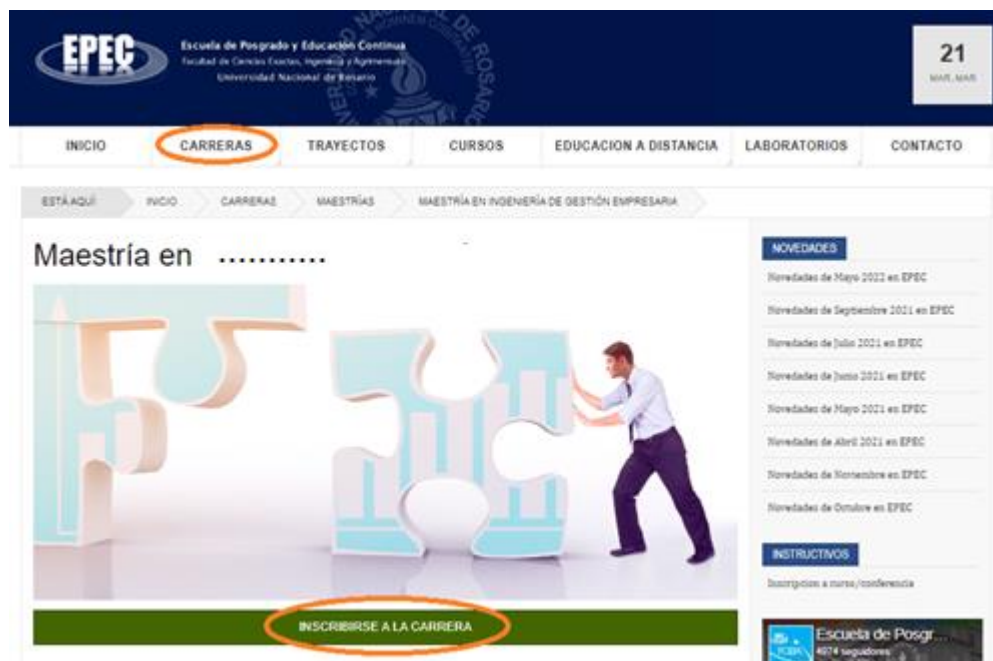 EPEC
Escuela de Posgrado y Educación Continua
Facultad de Ciencias Exactas, Ingeniería y Agrimensura
Universidad Nacional de Rosario
21
MAR, MAR
INICIO
CARRERAS
TRAYECTOS
CURSOS
EDUCACION A DISTANCIA
LABORATORIOS
CONTACTO
ESTÁ AQUÍ
INICIO
CARRERAS
MAESTRÍAS
MAESTRÍA EN INGENIERÍA DE GESTIÓN EMPRESARIA
Maestría en ...........
INSCRIBIRSE A LA CARRERA
NOVEDADES
Novedades de Mayo 2022 en EPEC
Novedades de Septiembre 2021 en EPEC
Novedades de Julio 2021 en EPEC
Novedades de Junio 2021 en EPEC
Novedades de Mayo 2021 en EPEC
Novedades de Abril 2021 en EPEC
Novedades de Noviembre en EPEC
Novedades de Octubre en EPEC
INSTRUCTIVOS
Inscripcion a curso/conferencia
Escuela de Posgr...
4974 seguidores